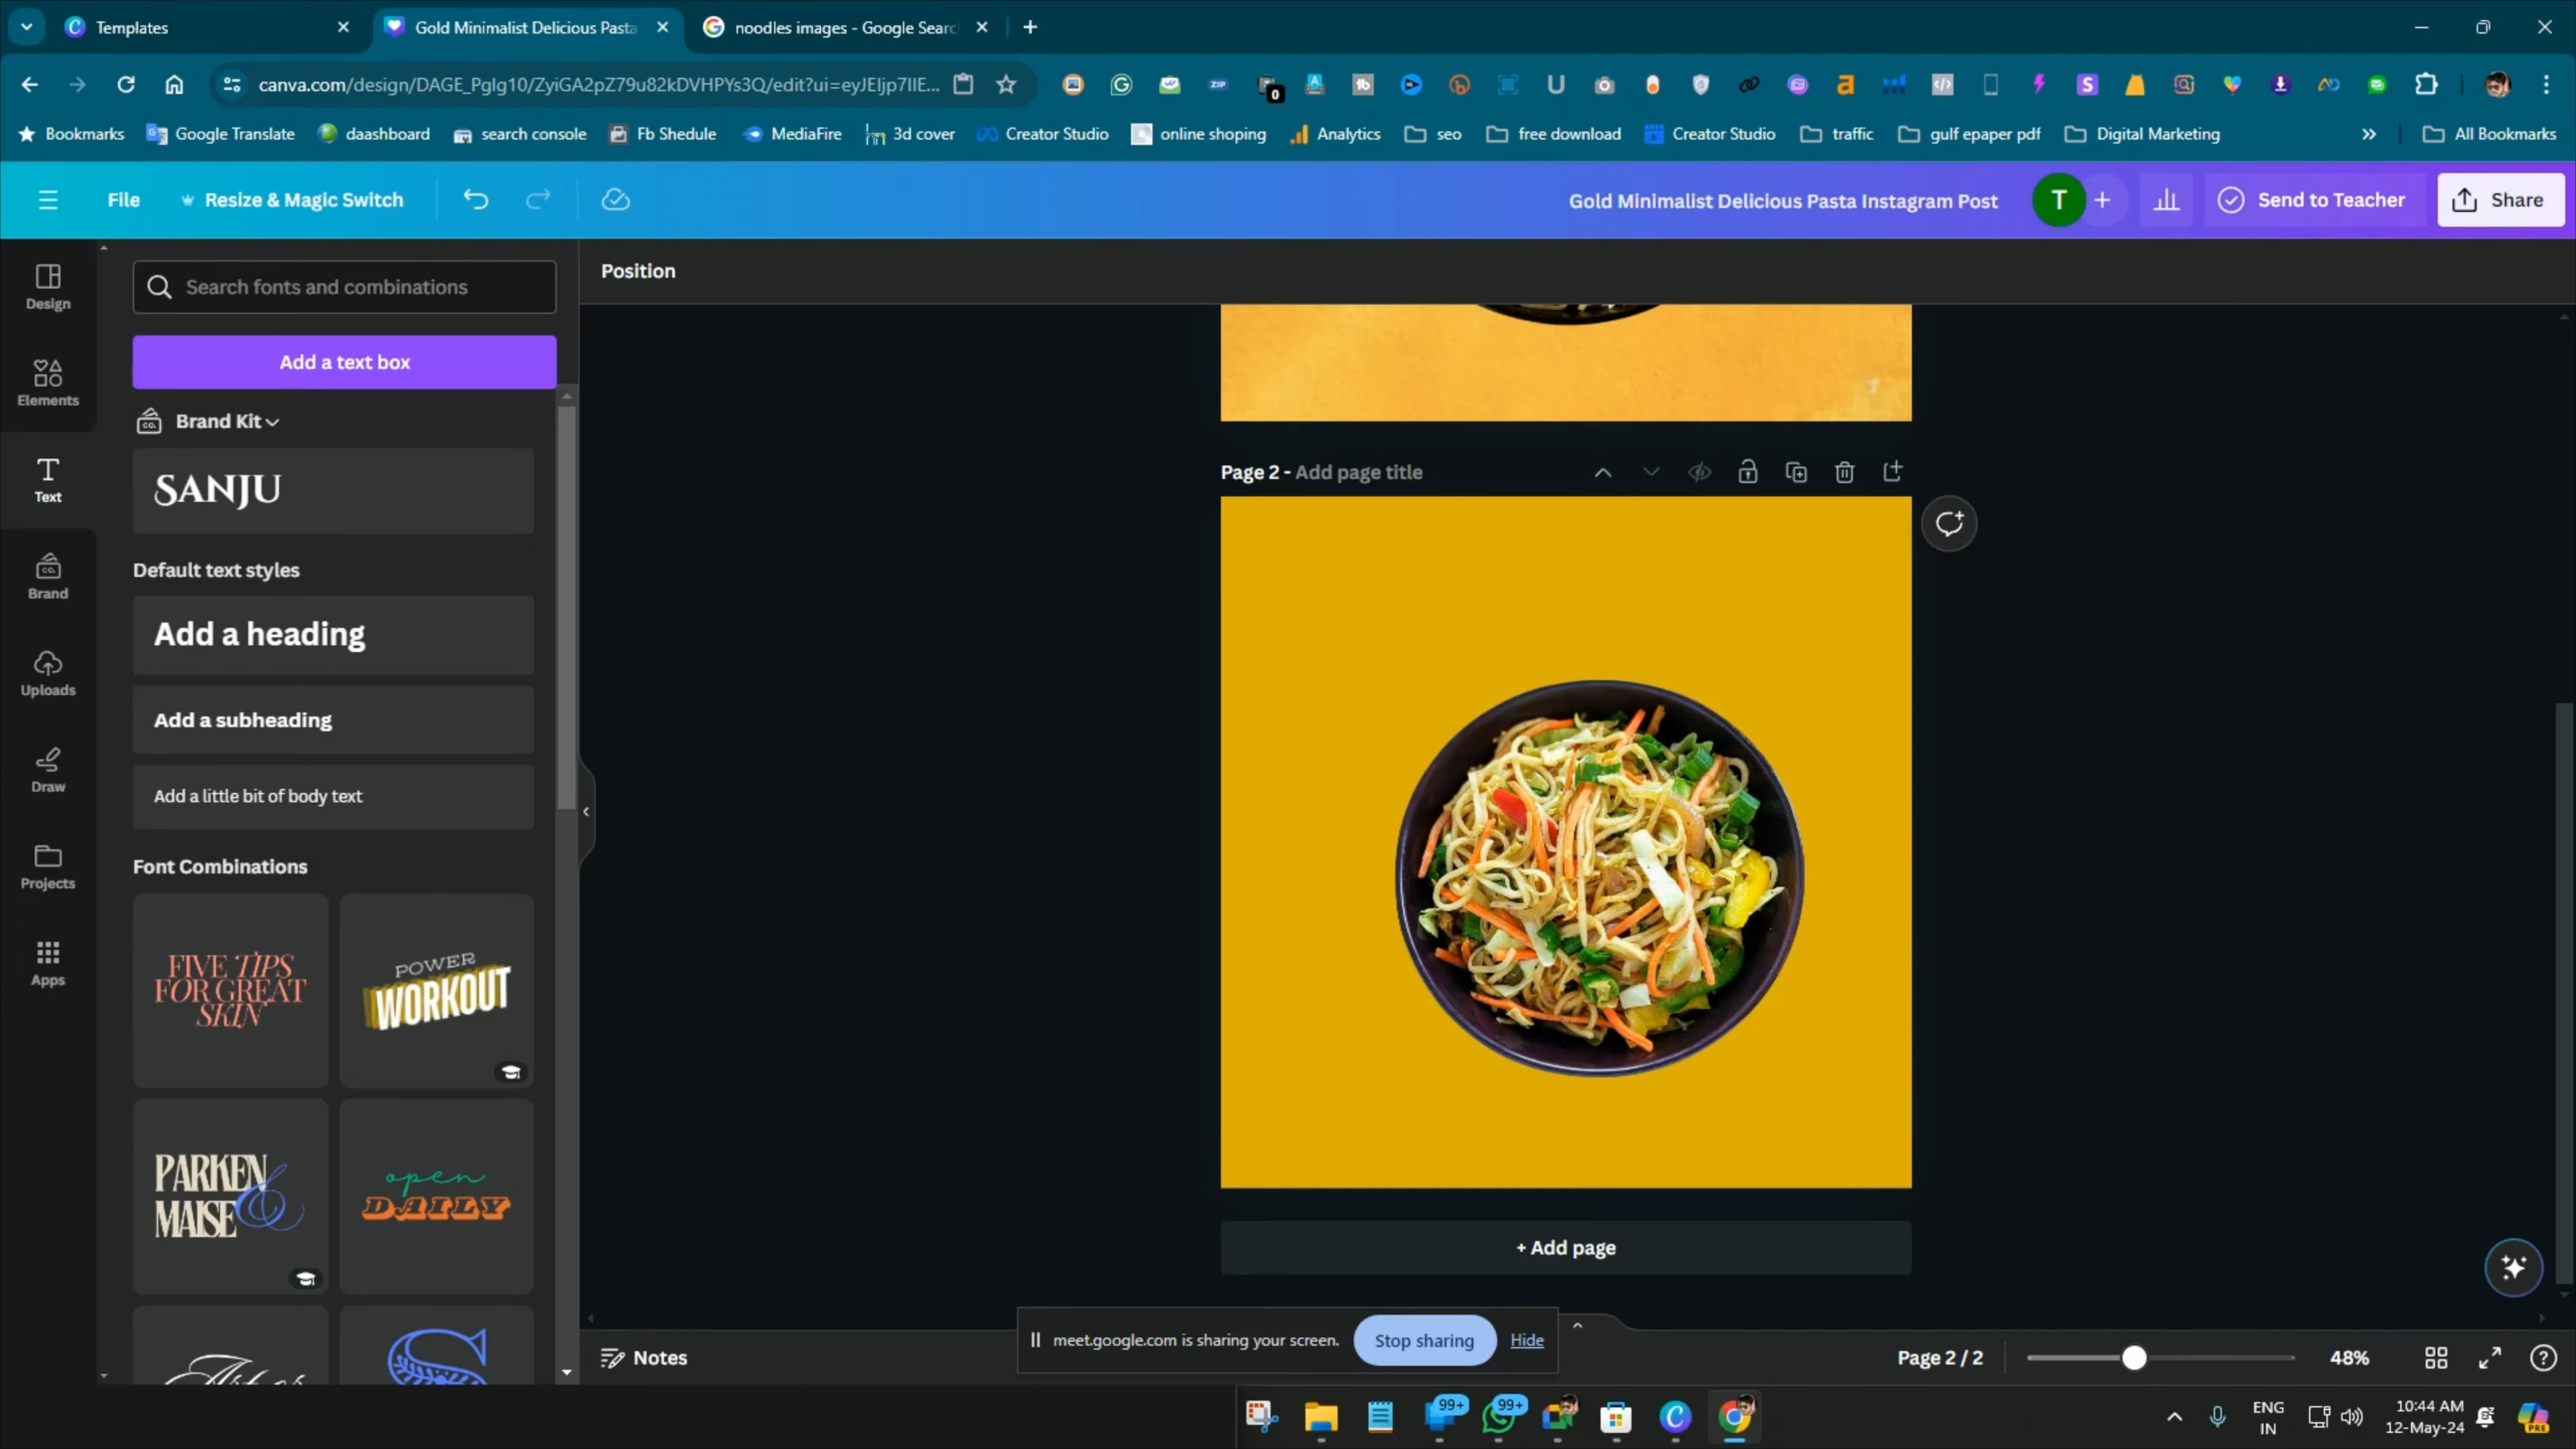 Templates
Gold Minimalist Delicious Pasta
noodles images - Google Searc
canva.com/design/DAGE_PgIg10/ZyiGA2pZ79u82kDVHPYs3Q/edit?ui=eyJEIjp7IlE...
Bookmarks
Google Translate
daashboard
search console
Fb Shedule
MediaFire
3d cover
Creator Studio
online shoping
Analytics
seo
free download
Creator Studio
traffic
gulf epaper pdf
Digital Marketing
All Bookmarks
File
Resize & Magic Switch
Gold Minimalist Delicious Pasta Instagram Post
T
Send to Teacher
Share
Design
Elements
Text
Brand
Uploads
Draw
Projects
Apps
Search fonts and combinations
Add a text box
Brand Kit
SANJU
Default text styles
Add a heading
Add a subheading
Add a little bit of body text
Font Combinations
FIVE TIPS
FOR GREAT
SKIN
POWER
WORKOUT
PARKEN
&
MAISE
open
DAILY
S
Position
Page 2 - Add page title
+ Add page
meet.google.com is sharing your screen.
Stop sharing
Hide
Notes
Page 2 / 2
48%
99+
99+
ENG
IN
10:44 AM
12-May-24